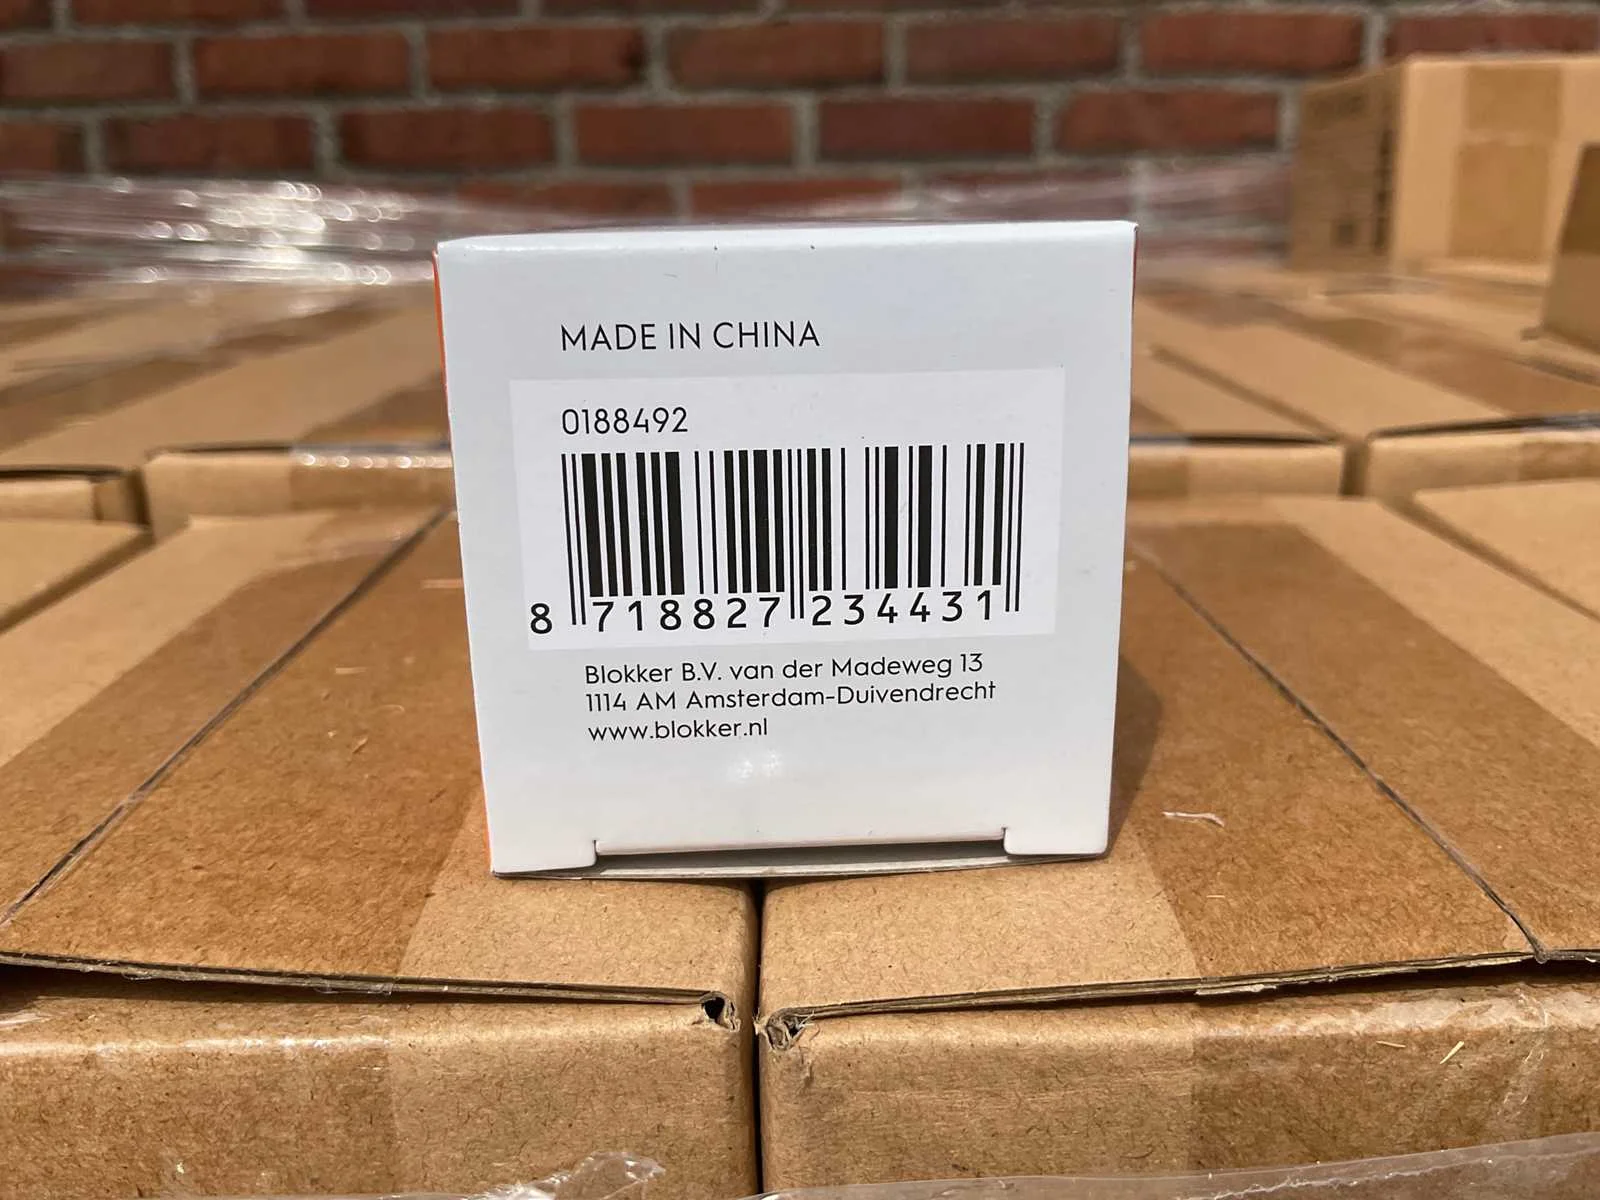 MADE IN CHINA
0188492
8 718827 234431
Blokker B.V. van der Madeweg 13
1114 AM Amsterdam-Duivendrecht
www.blokker.nl